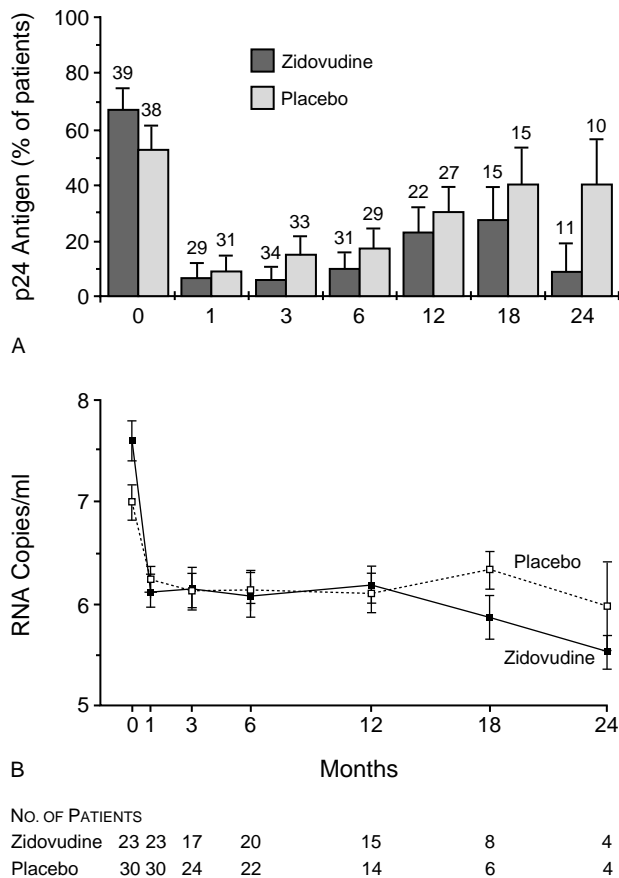 100
80
60
40
20
0
p24 Antigen (% of patients)
Zidovudine
Placebo
39
38
29
31
34
33
31
29
22
27
15
15
11
10
0 1 3 6 12 18 24
A
8
7
6
5
RNA Copies/ml
Placebo
Zidovudine
0 1 3 6 12 18 24
B Months
NO. OF PATIENTS
Zidovudine 23 23 17 20 15 8 4
Placebo 30 30 24 22 14 6 4